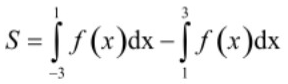 S = ∫_{-3}^{1} f(x)dx − ∫_{1}^{3} f(x)dx